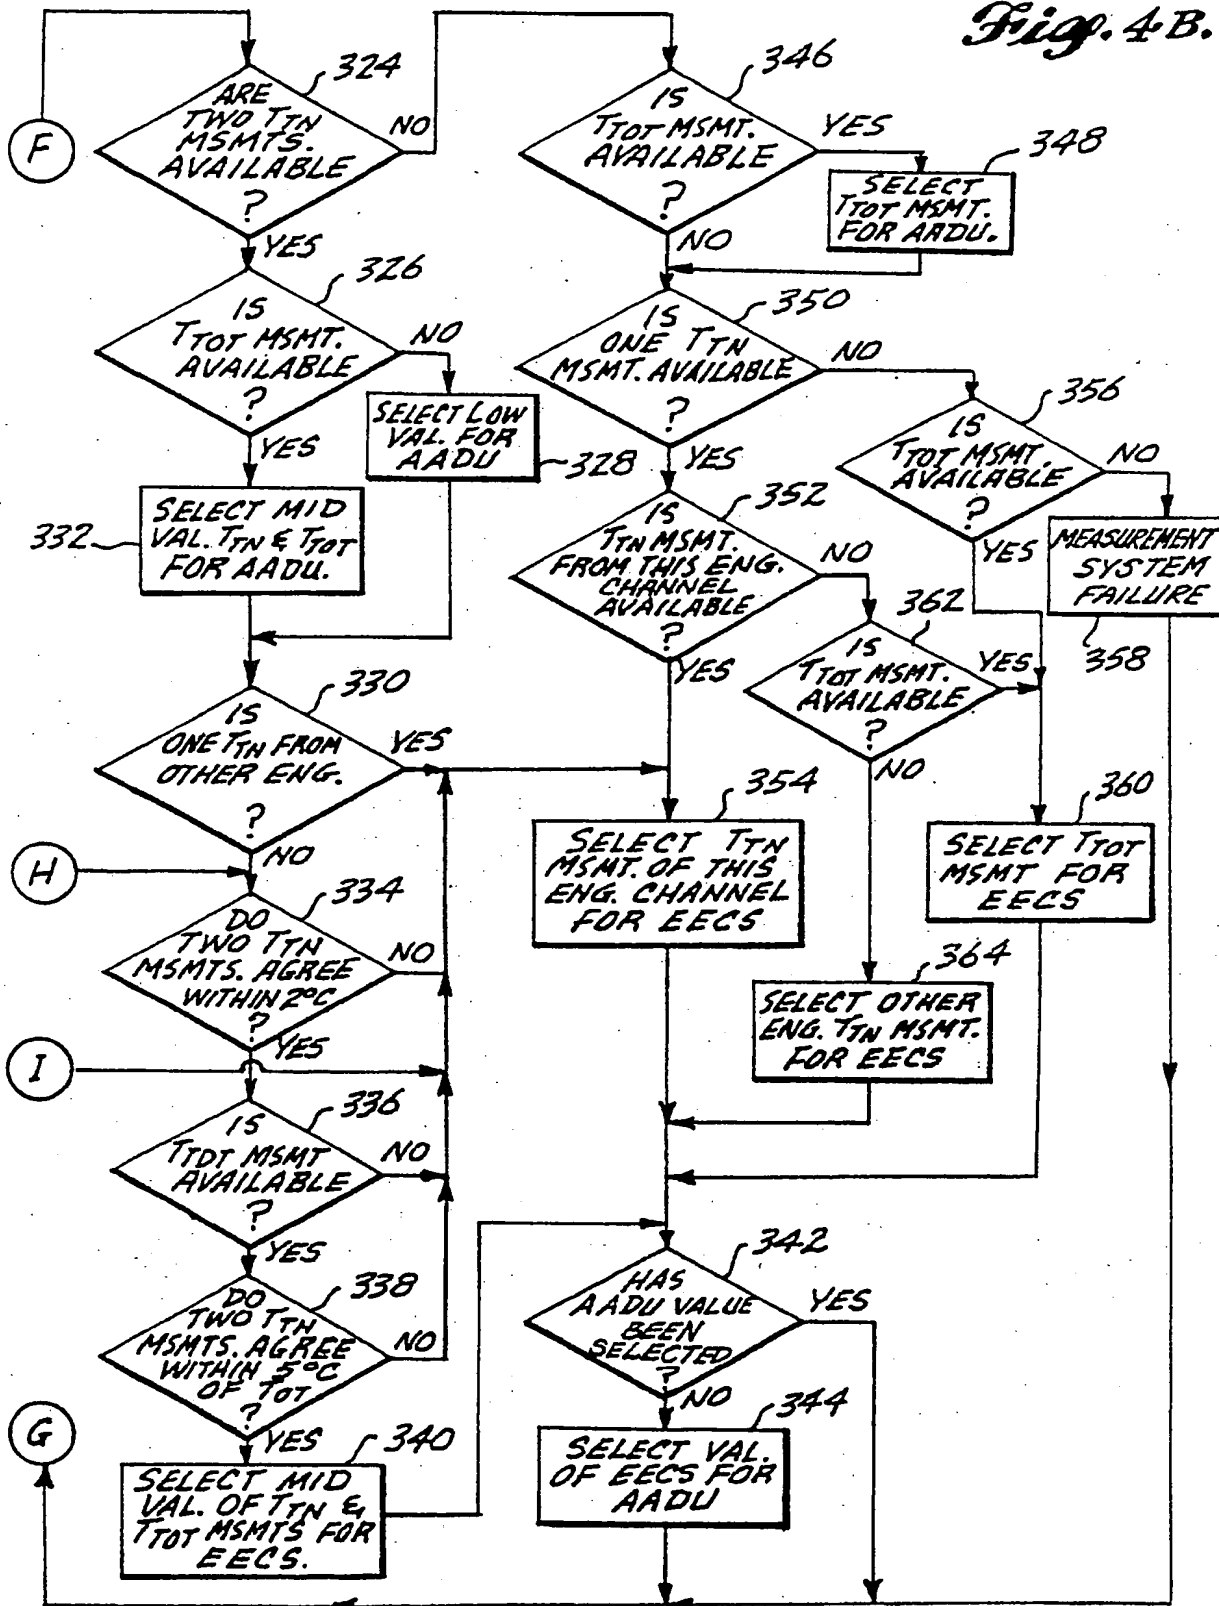 Fig. 4B.
F
324
ARE
TWO TTN
MSMTS.
AVAILABLE
?
NO
YES
346
IS
TTOT MSMT.
AVAILABLE
?
YES
NO
348
SELECT
TTOT MSMT.
FOR AADU.
326
IS
TTOT MSMT.
AVAILABLE
?
NO
YES
SELECT LOW
VAL. FOR
AADU
328
332
SELECT MID
VAL. TTN & TTOT
FOR AADU.
350
IS
ONE TTN
MSMT. AVAILABLE
?
NO
YES
356
IS
TTOT MSMT.
AVAILABLE
?
NO
YES
MEASUREMENT
SYSTEM
FAILURE
358
352
IS
TTN MSMT.
FROM THIS ENG.
CHANNEL
AVAILABLE
?
NO
YES
362
IS
TTOT MSMT.
AVAILABLE
?
YES
NO
330
IS
ONE TTN FROM
OTHER ENG.
?
YES
NO
354
SELECT TTN
MSMT. OF THIS
ENG. CHANNEL
FOR EECS
360
SELECT TTOT
MSMT FOR
EECS
H
334
DO
TWO TTN
MSMTS. AGREE
WITHIN 2°C
?
NO
YES
364
SELECT OTHER
ENG. TTN MSMT.
FOR EECS
I
336
IS
TTDT MSMT
AVAILABLE
?
NO
YES
338
DO
TWO TTN
MSMTS. AGREE
WITHIN 5°C
OF TOT
?
NO
YES
342
HAS
AADU VALUE
BEEN
SELECTED
?
YES
NO
G
340
SELECT MID
VAL. OF TTN &
TTOT MSMTS FOR
EECS.
344
SELECT VAL.
OF EECS FOR
AADU